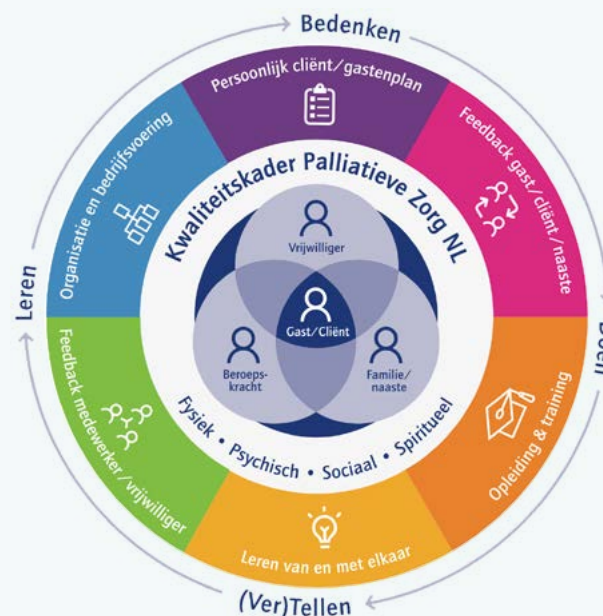 Bedenken
Persoonlijk cliënt/gastenplan
Feedback gast/cliënt/naaste
Doen
Opleiding & training
Leren van en met elkaar
(Ver)Tellen
Feedback medewerker/vrijwilliger
Leren
Organisatie en bedrijfsvoering
Kwaliteitskader Palliatieve Zorg NL
Vrijwilliger
Gast/Cliënt
Beroeps-
kracht
Familie/
naaste
Fysiek • Psychisch • Sociaal • Spiritueel